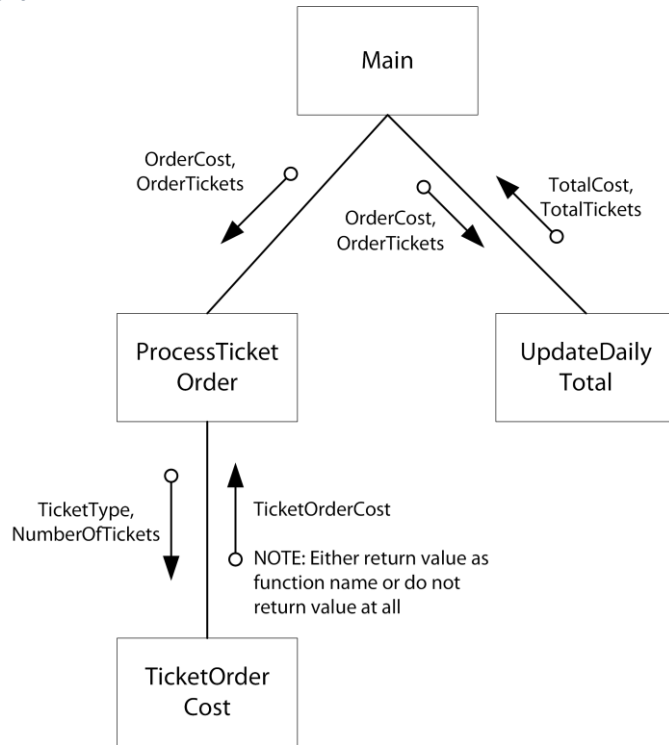 Main
OrderCost,
OrderTickets
OrderCost,
OrderTickets
TotalCost,
TotalTickets
ProcessTicket
Order
UpdateDaily
Total
TicketType,
NumberOfTickets
TicketOrderCost
NOTE: Either return value as
function name or do not
return value at all
TicketOrder
Cost